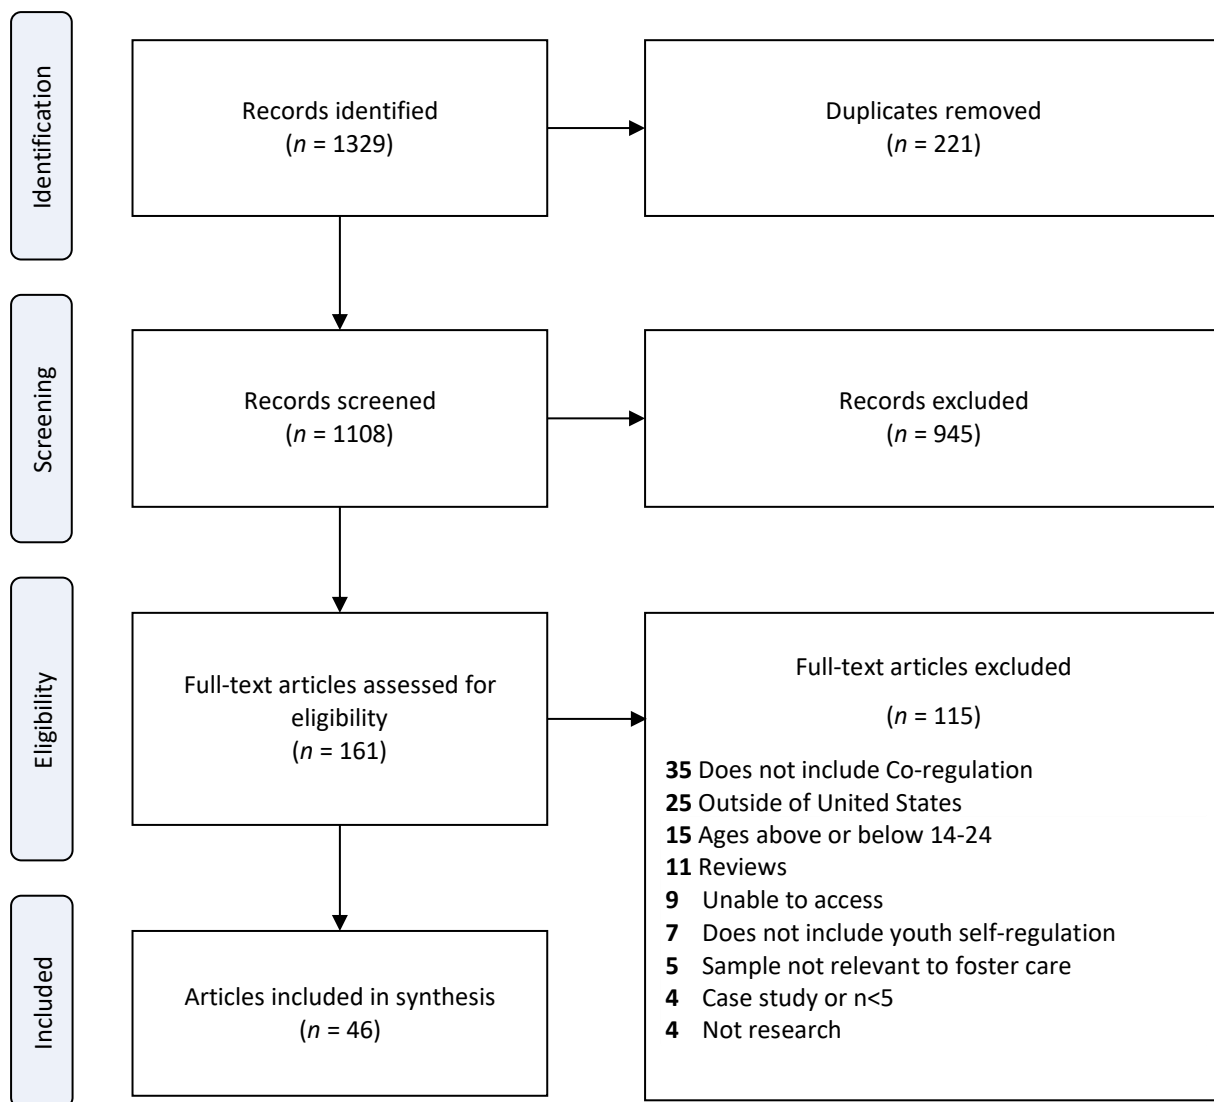 Identification
Records identified
(n = 1329)
Duplicates removed
(n = 221)
Screening
Records screened
(n = 1108)
Records excluded
(n = 945)
Eligibility
Full-text articles assessed for
eligibility
(n = 161)
Full-text articles excluded
(n = 115)
35 Does not include Co-regulation
25 Outside of United States
15 Ages above or below 14-24
11 Reviews
9 Unable to access
7 Does not include youth self-regulation
5 Sample not relevant to foster care
4 Case study or n<5
4 Not research
Included
Articles included in synthesis
(n = 46)